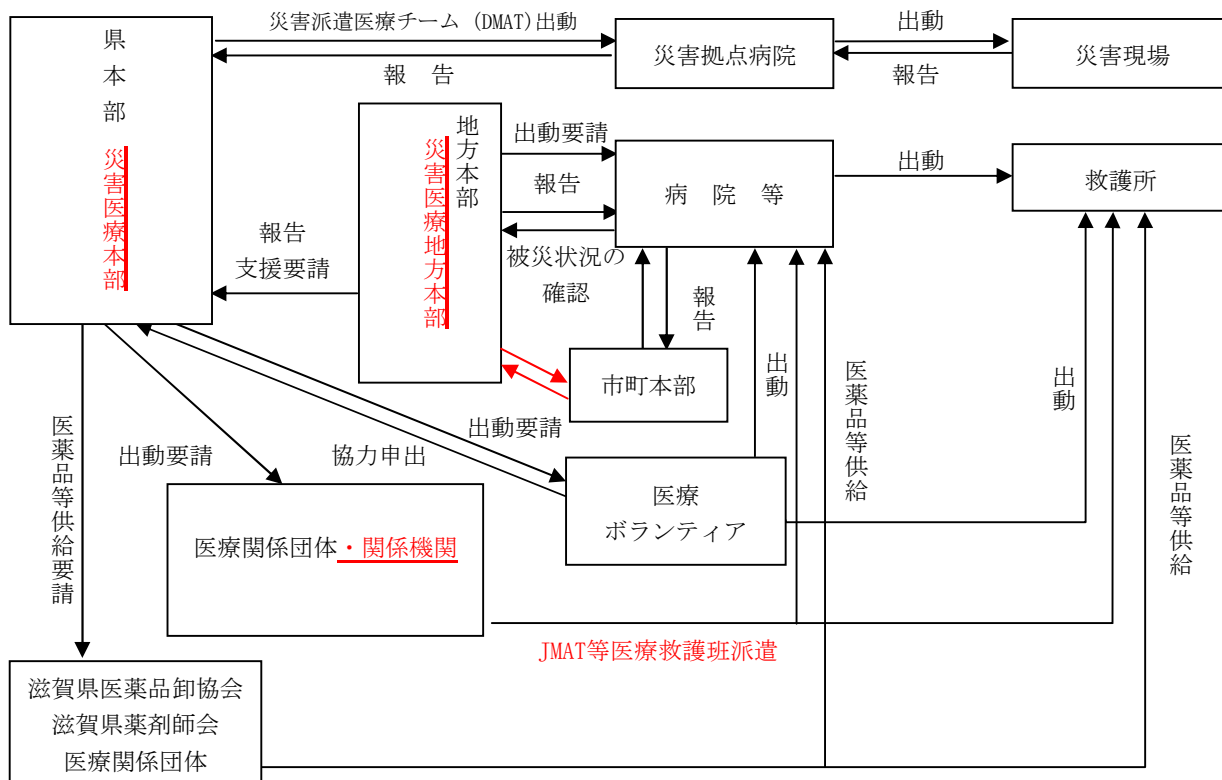 災害派遣医療チーム (DMAT)出動
報　告
県本部
災害医療本部
災害拠点病院
出動
報告
災害現場
地方本部
災害医療地方本部
出動要請
報告
被災状況の
確認
病　院　等
出動
救護所
報告
支援要請
報告
市町本部
出動
医薬品等供給
出動
医薬品等供給
医薬品等供給要請
出動要請
協力申出
出動要請
医療
ボランティア
医療関係団体・関係機関
JMAT等医療救護班派遣
滋賀県医薬品卸協会
滋賀県薬剤師会
医療関係団体